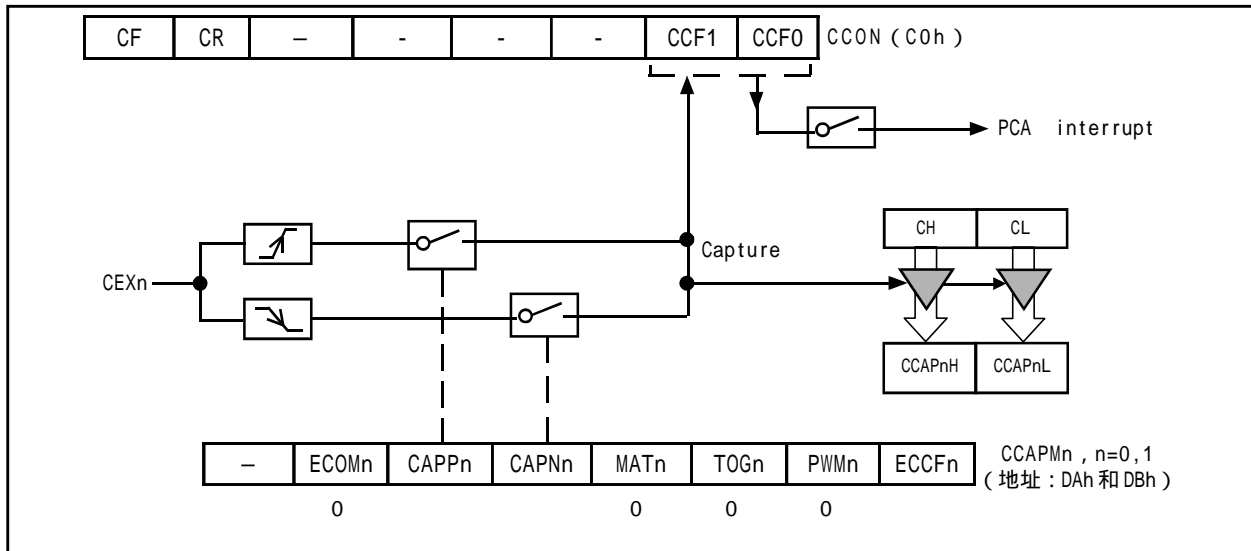 CF CR – - - - CCF1 CCF0 CCON ( C0h )
PCA interrupt
CH CL
Capture
CEXn
CCAPnH CCAPnL
– ECOMn CAPPn CAPNn MATn TOGn PWMn ECCFn
CCAPMn , n=0,1
( 地址 : DAh 和 DBh )
0 0 0 0